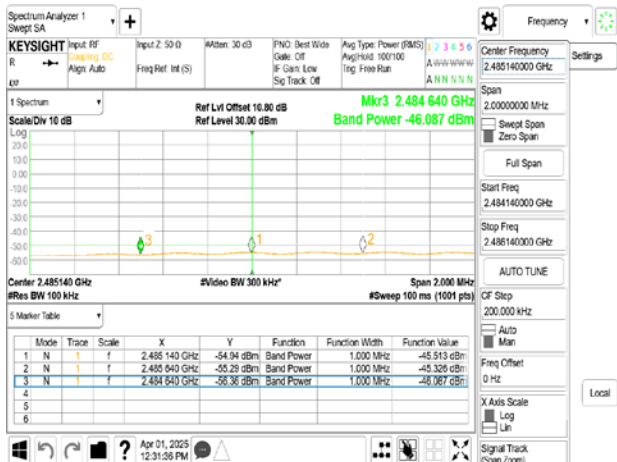 Spectrum Analyzer 1
Swept SA
Frequency
KEYSIGHT
R
Input: RF
Coupling: DC
Align: Auto
Input Z: 50 Ω
Freq Ref: Int (S)
#Atten: 30 dB
PNO: Best Wide
Gate: Off
IF Gain: Low
Sig Track: Off
Avg Type: Power (RMS)
Avg|Hold: 100/100
Trig: Free Run
1 2 3 4 5 6
A W W W W W
A N N N N N
1 Spectrum
Scale/Div 10 dB
Ref Lvl Offset 10.80 dB
Ref Level 30.00 dBm
Mkr3 2.484 640 GHz
Band Power -46.087 dBm
Log
20.0
10.0
0.00
-10.0
-20.0
-30.0
-40.0
-50.0
-60.0
3
1
2
Center 2.485140 GHz
#Video BW 300 kHz*
Span 2.000 MHz
#Res BW 100 kHz
#Sweep 100 ms (1001 pts)
5 Marker Table
Mode Trace Scale X Y Function Function Width Function Value
1 N 1 f 2.485 140 GHz -54.94 dBm Band Power 1.000 MHz -45.513 dBm
2 N 1 f 2.485 640 GHz -55.29 dBm Band Power 1.000 MHz -45.326 dBm
3 N 1 f 2.484 640 GHz -56.36 dBm Band Power 1.000 MHz -46.087 dBm
4
5
6
Apr 01, 2025
12:31:36 PM
Center Frequency
2.485140000 GHz
Settings
Span
2.00000000 MHz
Swept Span
Zero Span
Full Span
Start Freq
2.484140000 GHz
Stop Freq
2.486140000 GHz
AUTO TUNE
CF Step
200.000 kHz
Auto
Man
Freq Offset
0 Hz
Local
X Axis Scale
Log
Lin
Signal Track
(Span Zoom)